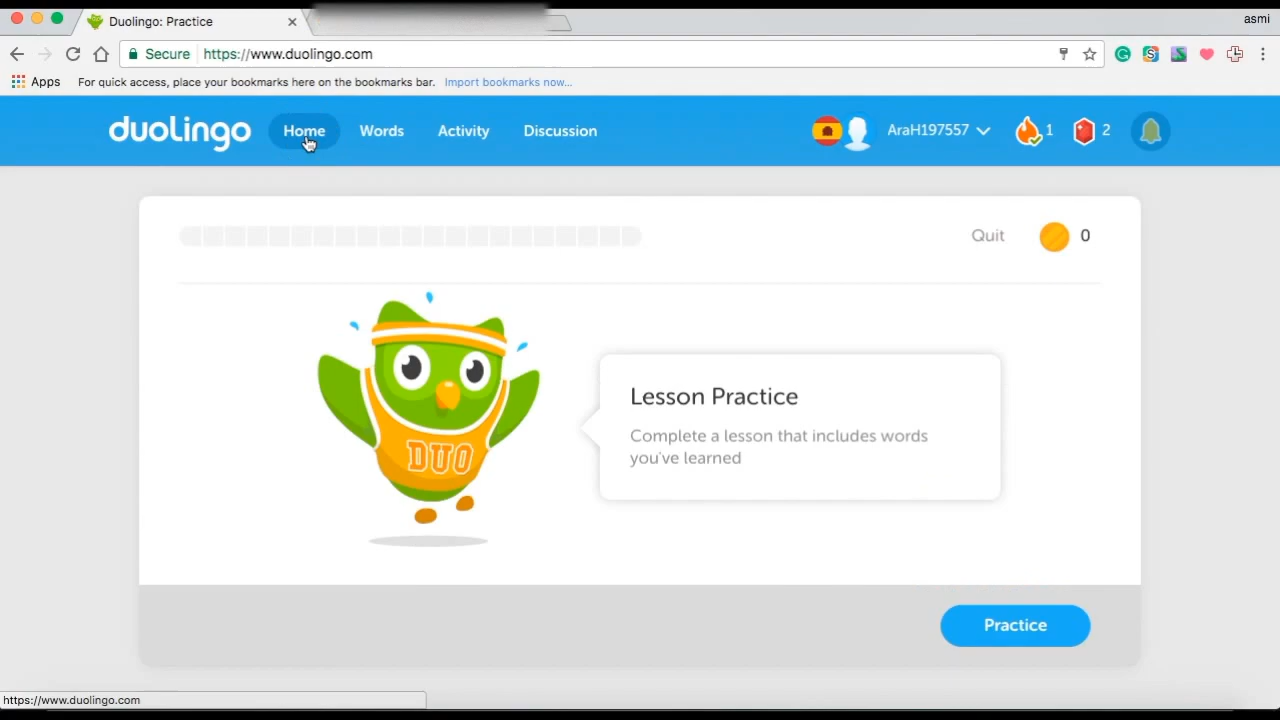 Duolingo: Practice
asmi
Secure https://www.duolingo.com
Apps For quick access, place your bookmarks here on the bookmarks bar. Import bookmarks now...
duolingo Home Words Activity Discussion AraH197557 1 2
Quit 0
DUO
Lesson Practice
Complete a lesson that includes words
you've learned
Practice
https://www.duolingo.com